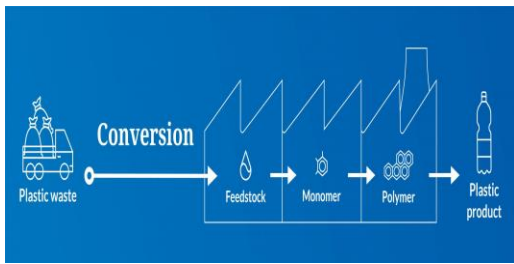 Conversion
Plastic waste
Feedstock
Monomer
Polymer
Plastic
product